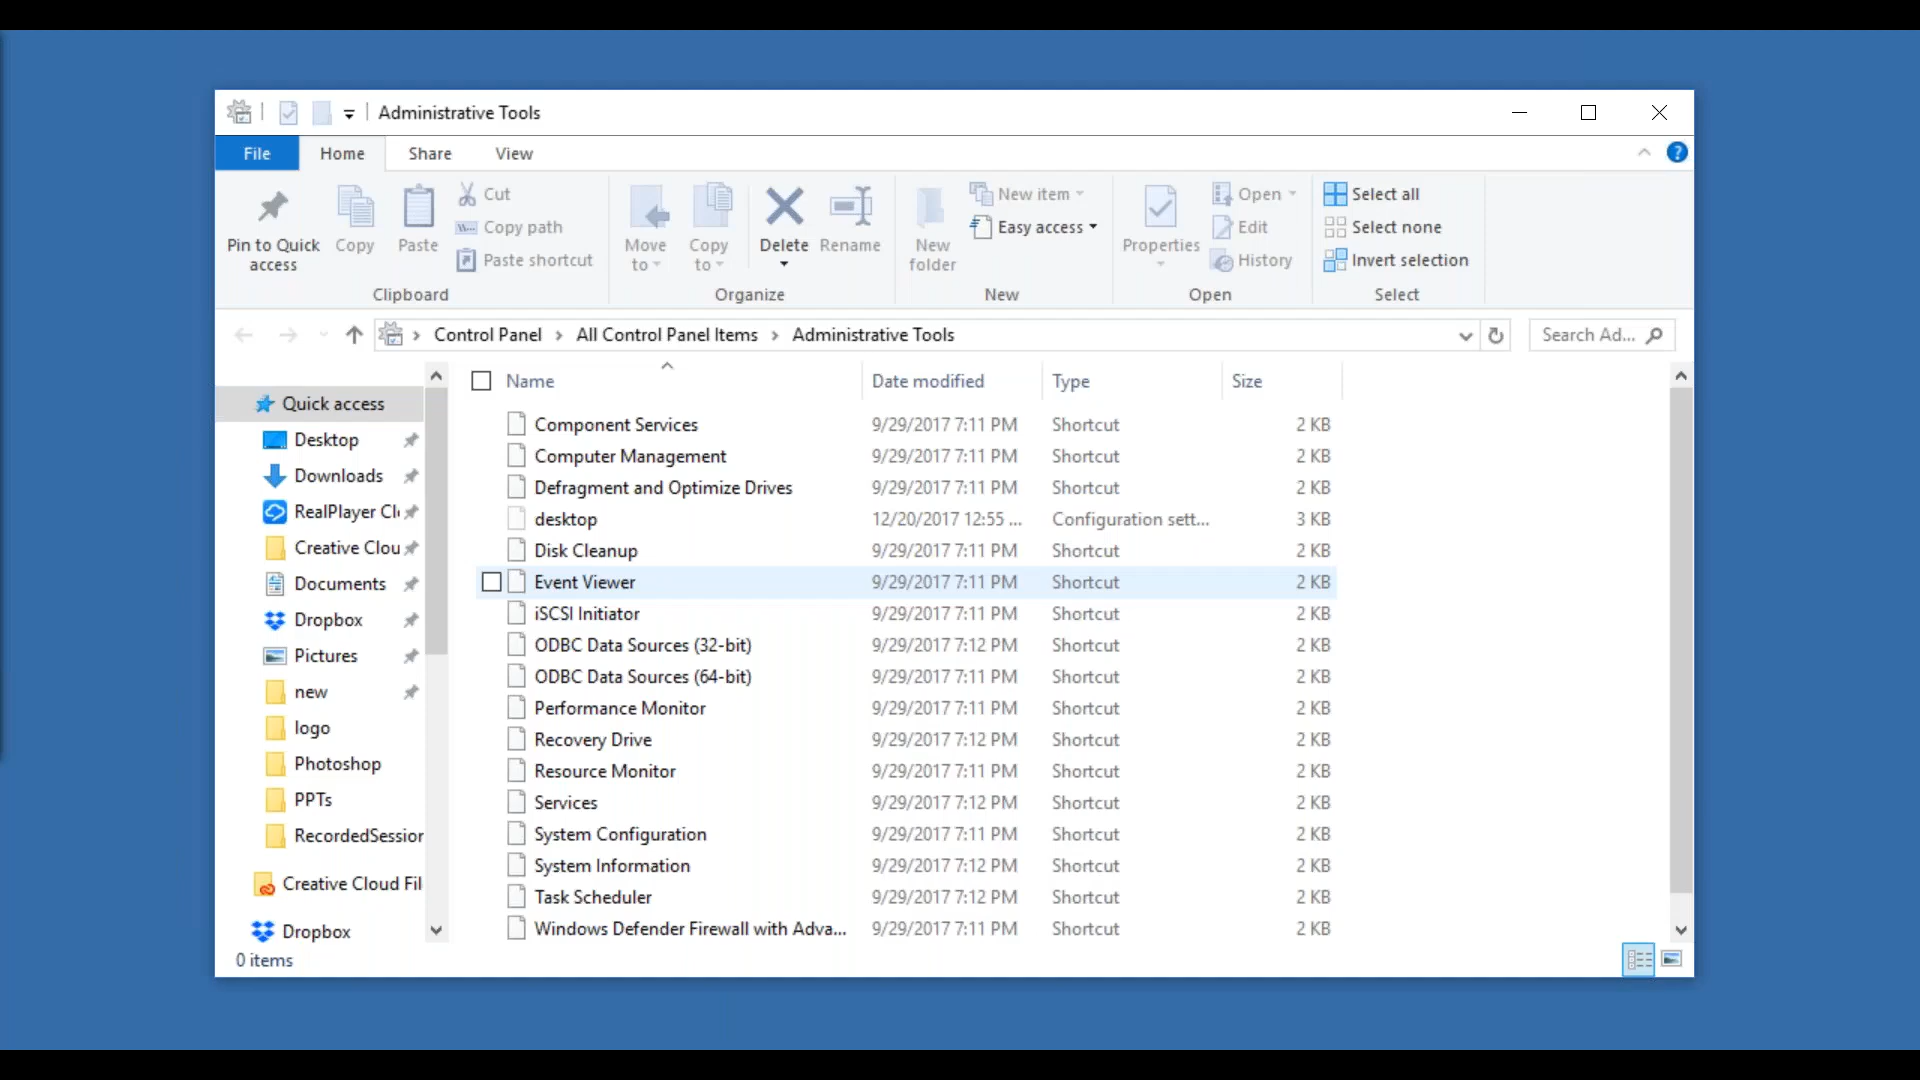 Administrative Tools
File Home Share View
Pin to Quick access
Copy
Paste
Cut
Copy path
Paste shortcut
Clipboard
Move to
Copy to
Delete
Rename
Organize
New folder
New item
Easy access
New
Properties
Open
Edit
History
Open
Select all
Select none
Invert selection
Select
Control Panel > All Control Panel Items > Administrative Tools
Search Ad...
Quick access
Desktop
Downloads
RealPlayer Cl
Creative Clou
Documents
Dropbox
Pictures
new
logo
Photoshop
PPTs
RecordedSession
Creative Cloud Fil
Dropbox
Name Date modified Type Size
Component Services 9/29/2017 7:11 PM Shortcut 2 KB
Computer Management 9/29/2017 7:11 PM Shortcut 2 KB
Defragment and Optimize Drives 9/29/2017 7:11 PM Shortcut 2 KB
desktop 12/20/2017 12:55 ... Configuration sett... 3 KB
Disk Cleanup 9/29/2017 7:11 PM Shortcut 2 KB
Event Viewer 9/29/2017 7:11 PM Shortcut 2 KB
iSCSI Initiator 9/29/2017 7:11 PM Shortcut 2 KB
ODBC Data Sources (32-bit) 9/29/2017 7:12 PM Shortcut 2 KB
ODBC Data Sources (64-bit) 9/29/2017 7:11 PM Shortcut 2 KB
Performance Monitor 9/29/2017 7:11 PM Shortcut 2 KB
Recovery Drive 9/29/2017 7:12 PM Shortcut 2 KB
Resource Monitor 9/29/2017 7:11 PM Shortcut 2 KB
Services 9/29/2017 7:12 PM Shortcut 2 KB
System Configuration 9/29/2017 7:11 PM Shortcut 2 KB
System Information 9/29/2017 7:12 PM Shortcut 2 KB
Task Scheduler 9/29/2017 7:12 PM Shortcut 2 KB
Windows Defender Firewall with Adva... 9/29/2017 7:11 PM Shortcut 2 KB
0 items